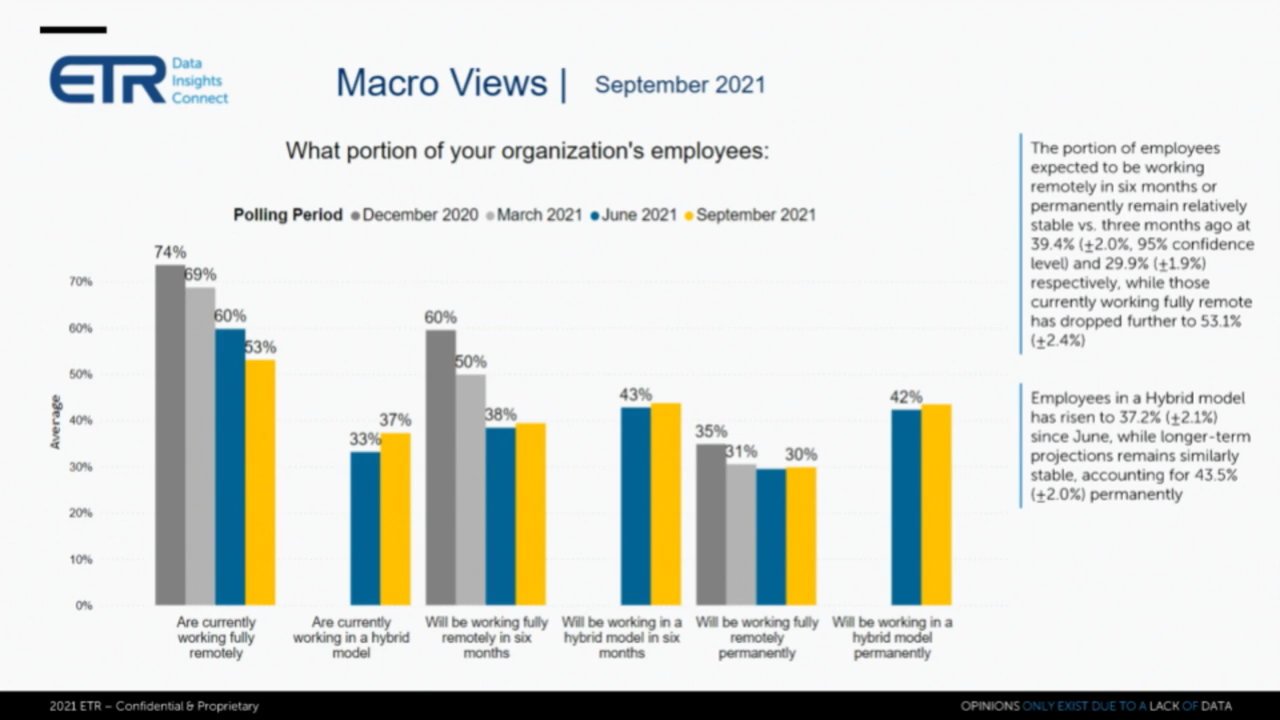 ETR
Data
Insights
Connect
Macro Views | September 2021
What portion of your organization's employees:
Polling Period December 2020 March 2021 June 2021 September 2021
Average
70%
60%
50%
40%
30%
20%
10%
0%
74%
69%
60%
53%
33%
37%
60%
50%
38%
43%
35%
31%
30%
42%
Are currently
working fully
remotely
Are currently
working in a hybrid
model
Will be working fully
remotely in six
months
Will be working in a
hybrid model in six
months
Will be working fully
remotely
permanently
Will be working in a
hybrid model
permanently
The portion of employees
expected to be working
remotely in six months or
permanently remain relatively
stable vs. three months ago at
39.4% (±2.0%, 95% confidence
level) and 29.9% (±1.9%)
respectively, while those
currently working fully remote
has dropped further to 53.1%
(±2.4%)
Employees in a Hybrid model
has risen to 37.2% (±2.1%)
since June, while longer-term
projections remains similarly
stable, accounting for 43.5%
(±2.0%) permanently
2021 ETR – Confidential & Proprietary
OPINIONS ONLY EXIST DUE TO A LACK OF DATA